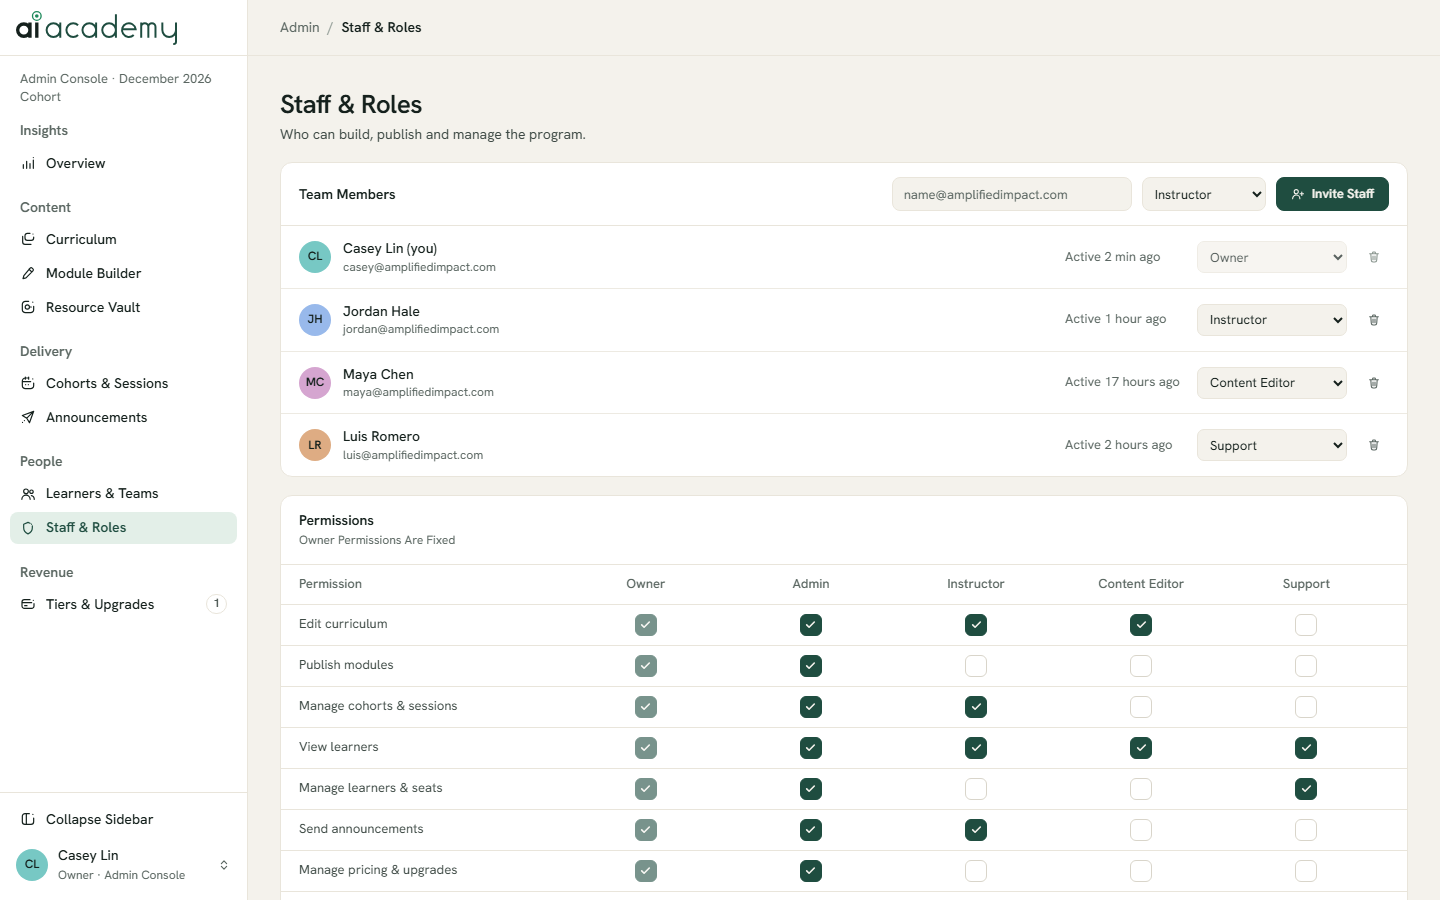 ai academy
Admin / Staff & Roles
Admin Console · December 2026
Cohort
Insights
Overview
Content
Curriculum
Module Builder
Resource Vault
Delivery
Cohorts & Sessions
Announcements
People
Learners & Teams
Staff & Roles
Revenue
Tiers & Upgrades 1
Collapse Sidebar
CL Casey Lin
Owner · Admin Console
Staff & Roles
Who can build, publish and manage the program.
Team Members name@amplifiedimpact.com Instructor Invite Staff
CL Casey Lin (you) Active 2 min ago Owner
casey@amplifiedimpact.com
JH Jordan Hale Active 1 hour ago Instructor
jordan@amplifiedimpact.com
MC Maya Chen Active 17 hours ago Content Editor
maya@amplifiedimpact.com
LR Luis Romero Active 2 hours ago Support
luis@amplifiedimpact.com
Permissions
Owner Permissions Are Fixed
Permission Owner Admin Instructor Content Editor Support
Edit curriculum
Publish modules
Manage cohorts & sessions
View learners
Manage learners & seats
Send announcements
Manage pricing & upgrades